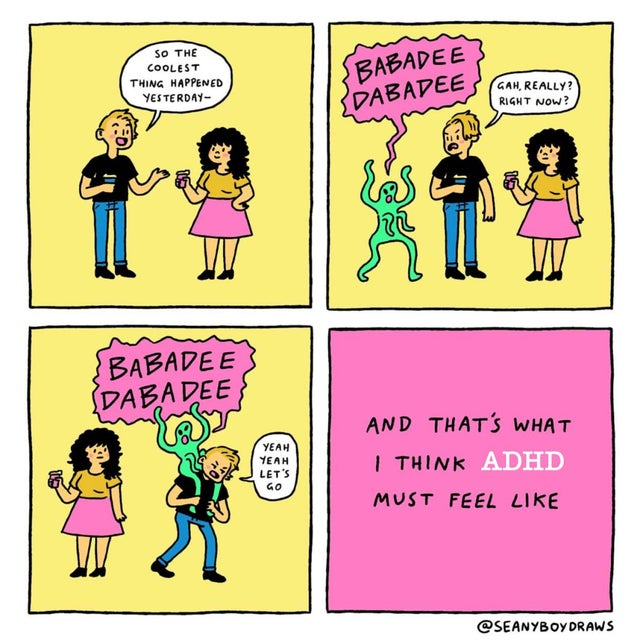 SO THE
COOLEST
THING HAPPENED
YESTERDAY-
BABADEE
DABADEE
GAH, REALLY?
RIGHT NOW?
BABADEE
DABADEE
YEAH
YEAH
LET'S
GO
AND THAT'S WHAT
I THINK ADHD
MUST FEEL LIKE
@SEANYBOYDRAWS